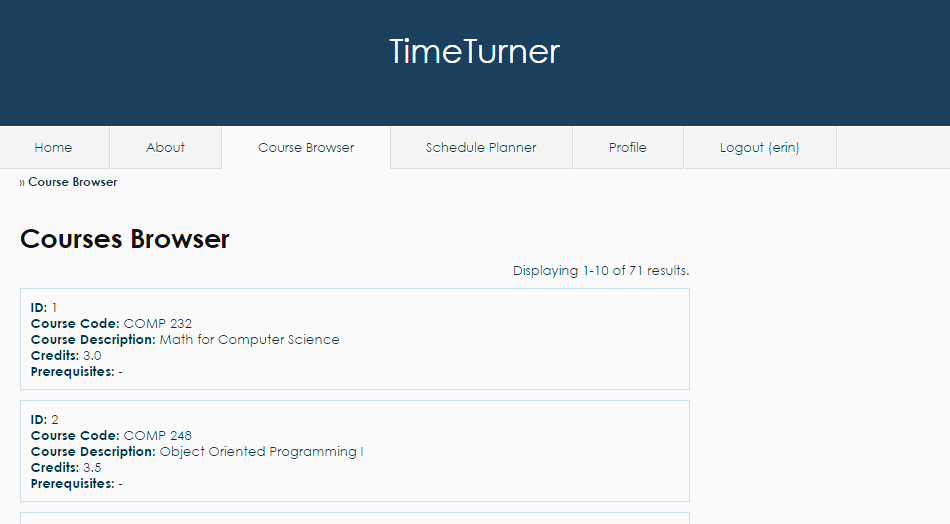 TimeTurner
Home About Course Browser Schedule Planner Profile Logout (erin)
» Course Browser
Courses Browser
Displaying 1-10 of 71 results.
ID: 1
Course Code: COMP 232
Course Description: Math for Computer Science
Credits: 3.0
Prerequisites: -
ID: 2
Course Code: COMP 248
Course Description: Object Oriented Programming I
Credits: 3.5
Prerequisites: -